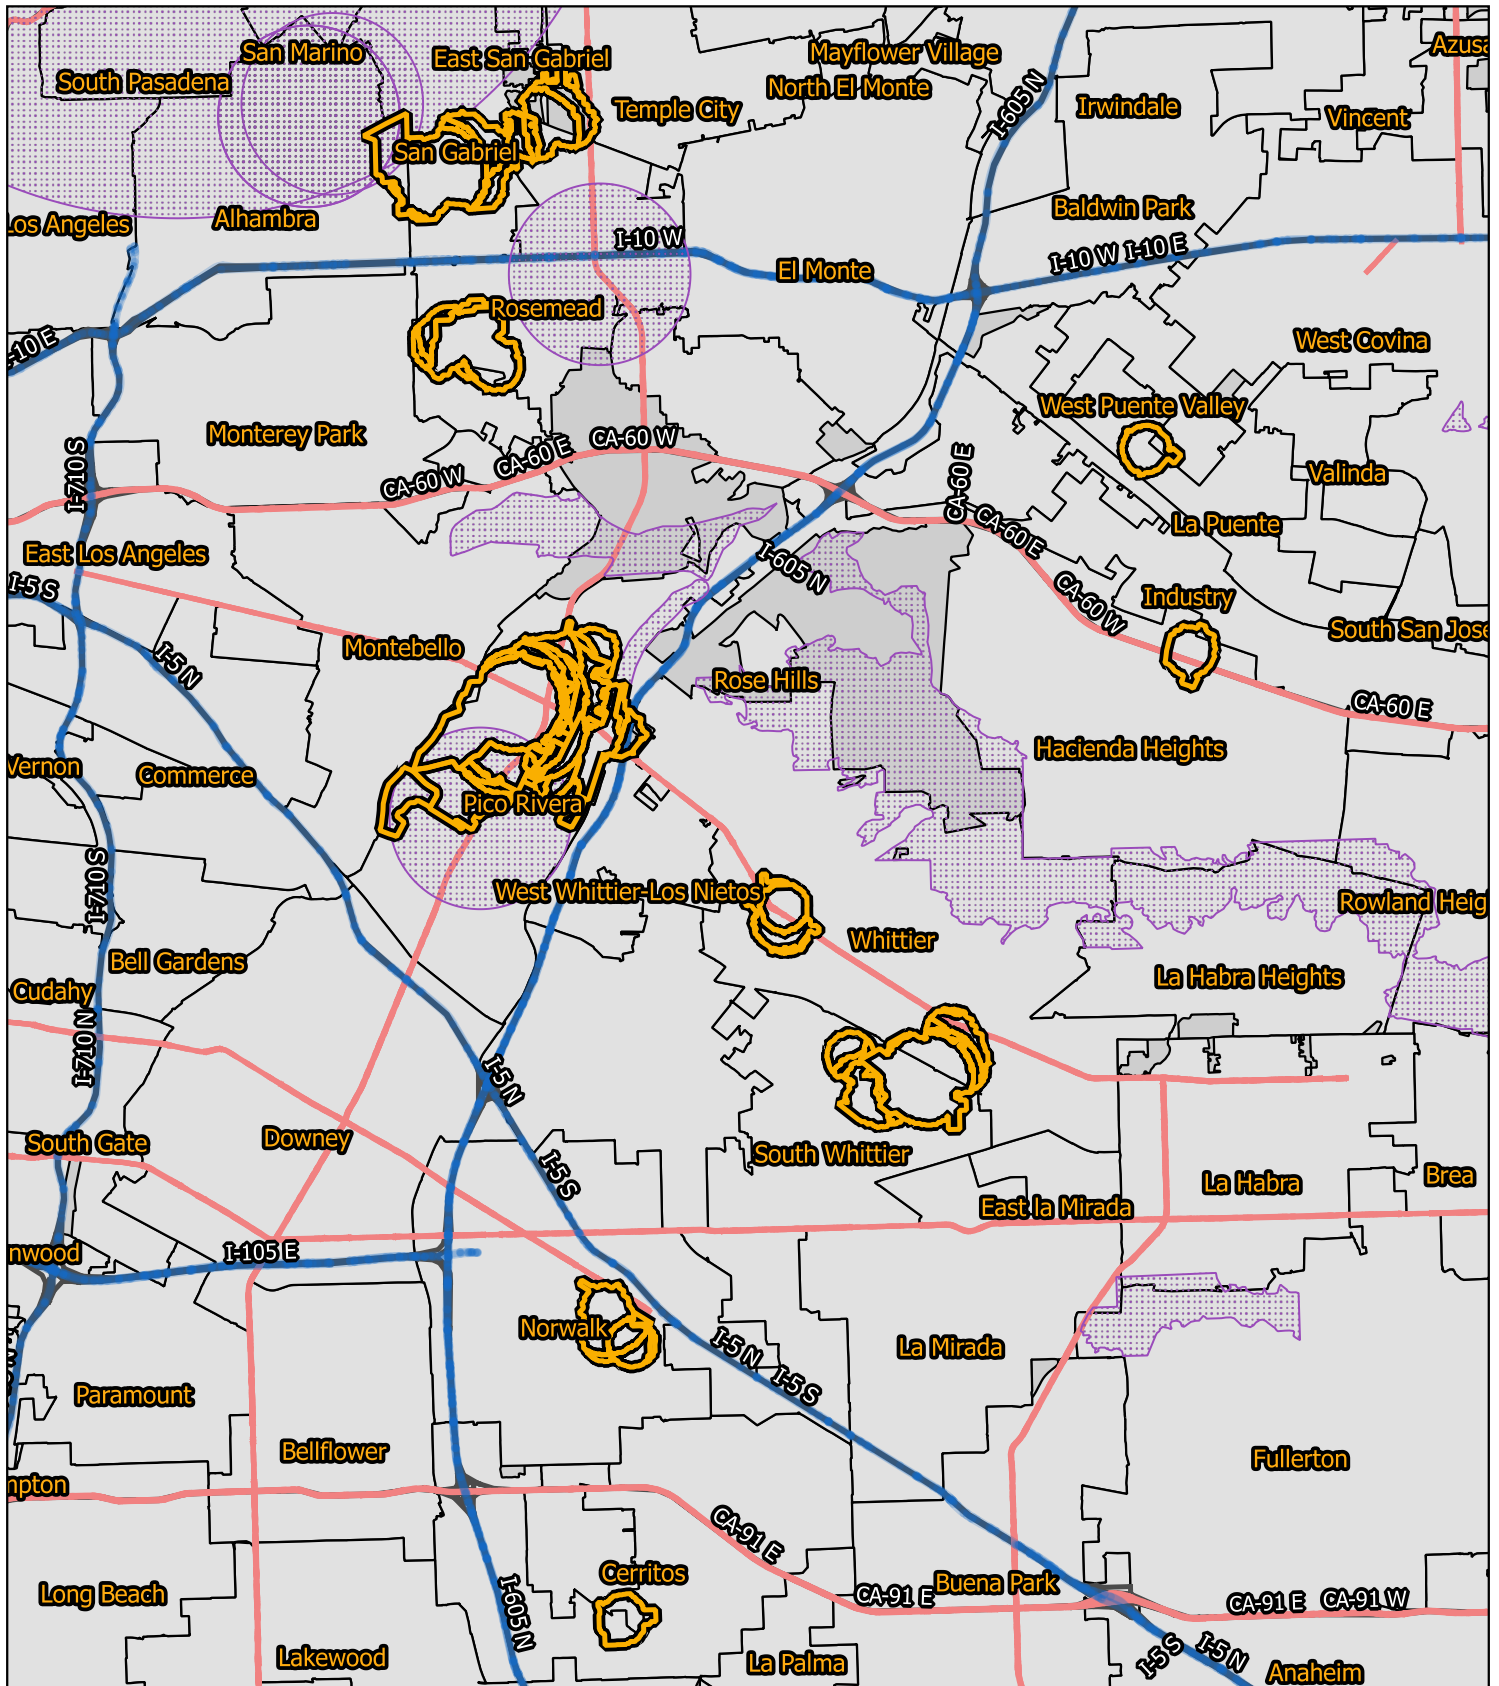 San Marino
East San Gabriel
Mayflower Village
Azusa
South Pasadena
North El Monte
Temple City
I-605 N
Irwindale
Vincent
San Gabriel
Baldwin Park
Los Angeles
Alhambra
I-10 W
I-10 W
I-10 E
El Monte
Rosemead
-10 E
West Covina
West Puente Valley
Monterey Park
CA-60 W
CA-60 E
CA-60 W
I-710 S
CA-60 E
Valinda
La Puente
CA-60 E
East Los Angeles
I-605 N
I-5 S
CA-60 W
Industry
South San Jose
Montebello
I-5 N
Rose Hills
CA-60 E
Hacienda Heights
Vernon
Commerce
Pico Rivera
I-710 S
West Whittier-Los Nietos
Rowland Heig
Whittier
Bell Gardens
La Habra Heights
Cudahy
I-710 N
I-5 N
South Gate
Downey
South Whittier
I-5 S
La Habra
Brea
East la Mirada
nwood
I-105 E
Norwalk
I-5 N
I-5 S
La Mirada
Paramount
Bellflower
Fullerton
mpton
CA-91 E
Cerritos
Buena Park
Long Beach
CA-91 E
CA-91 E
CA-91 W
I-605 N
Lakewood
La Palma
I-5 S
I-5 N
Anaheim